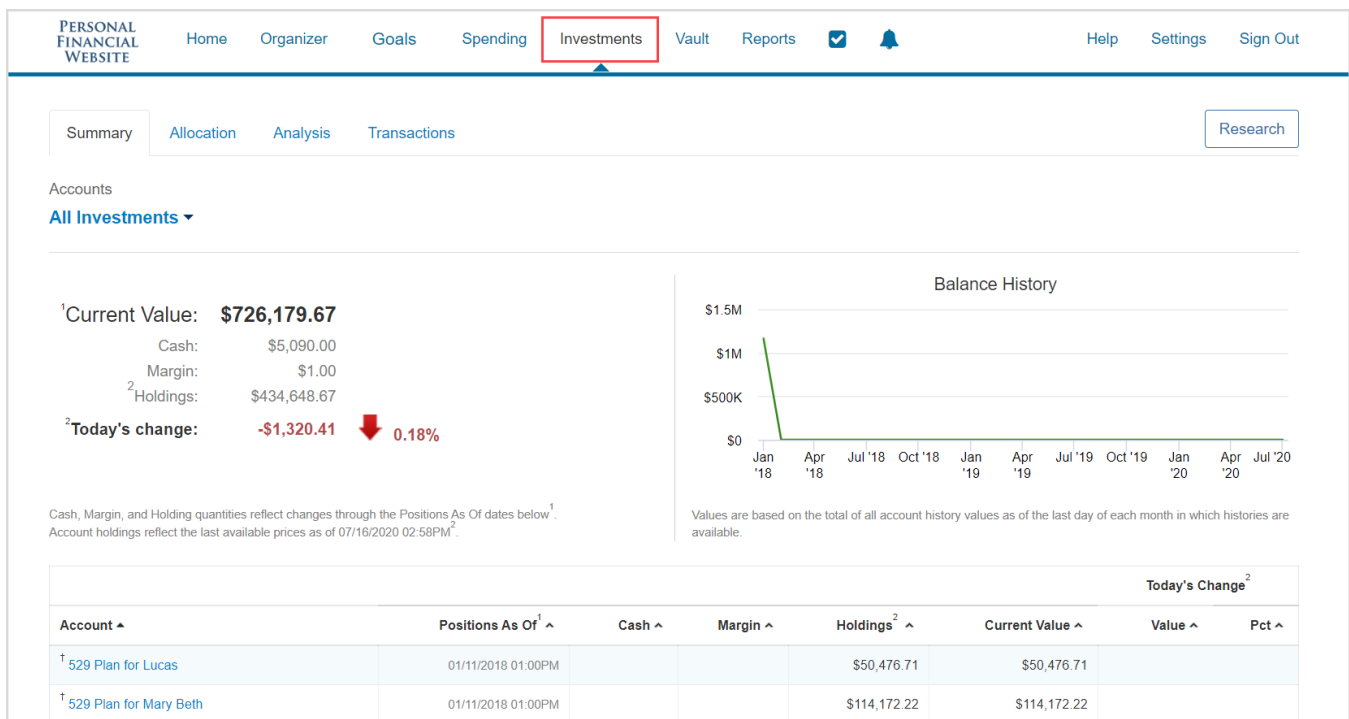 PERSONAL
FINANCIAL
WEBSITE
Home Organizer Goals Spending Investments Vault Reports Help Settings Sign Out
Summary Allocation Analysis Transactions Research
Accounts
All Investments
1Current Value: $726,179.67
Cash: $5,090.00
Margin: $1.00
2Holdings: $434,648.67
2Today's change: -$1,320.41 0.18%
Cash, Margin, and Holding quantities reflect changes through the Positions As Of dates below1.
Account holdings reflect the last available prices as of 07/16/2020 02:58PM2.
Balance History
$1.5M
$1M
$500K
$0
Jan '18 Apr '18 Jul '18 Oct '18 Jan '19 Apr '19 Jul '19 Oct '19 Jan '20 Apr '20 Jul '20
Values are based on the total of all account history values as of the last day of each month in which histories are
available.
Today's Change2
Account Positions As Of1 Cash Margin Holdings2 Current Value Value Pct
† 529 Plan for Lucas 01/11/2018 01:00PM $50,476.71 $50,476.71
† 529 Plan for Mary Beth 01/11/2018 01:00PM $114,172.22 $114,172.22